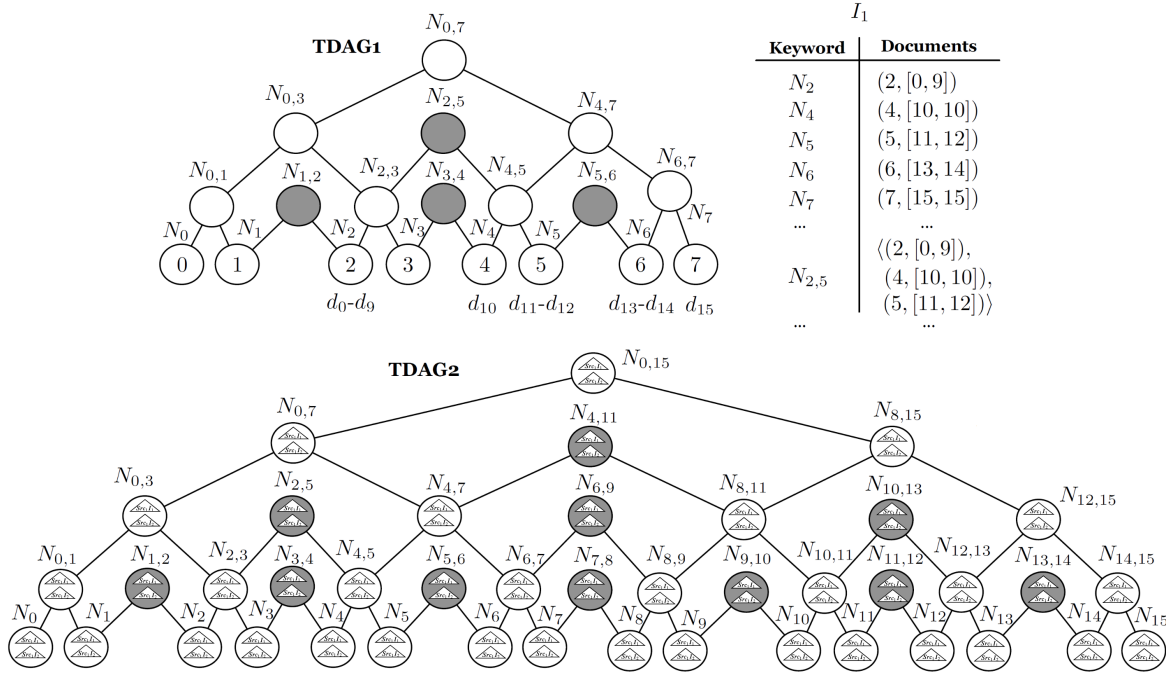 TDAG1
N_{0,7}
N_{0,3}
N_{2,5}
N_{4,7}
N_{0,1}
N_{1,2}
N_{2,3}
N_{3,4}
N_{4,5}
N_{5,6}
N_{6,7}
N_0
N_1
N_2
N_3
N_4
N_5
N_6
N_7
0 1 2 3 4 5 6 7
d_0-d_9 d_{10} d_{11}-d_{12} d_{13}-d_{14} d_{15}
I_1
Keyword Documents
N_2 (2, [0, 9])
N_4 (4, [10, 10])
N_5 (5, [11, 12])
N_6 (6, [13, 14])
N_7 (7, [15, 15])
... ...
⟨(2, [0, 9]),
N_{2,5} (4, [10, 10]),
(5, [11, 12])⟩
... ...
TDAG2
N_{0,15}
N_{0,7}
N_{4,11}
N_{8,15}
N_{0,3}
N_{2,5}
N_{4,7}
N_{6,9}
N_{8,11}
N_{10,13}
N_{12,15}
N_{0,1}
N_{1,2}
N_{2,3}
N_{3,4}
N_{4,5}
N_{5,6}
N_{6,7}
N_{7,8}
N_{8,9}
N_{9,10}
N_{10,11}
N_{11,12}
N_{12,13}
N_{13,14}
N_{14,15}
N_0
N_1
N_2
N_3
N_4
N_5
N_6
N_7
N_8
N_9
N_{10}
N_{11}
N_{12}
N_{13}
N_{14}
N_{15}